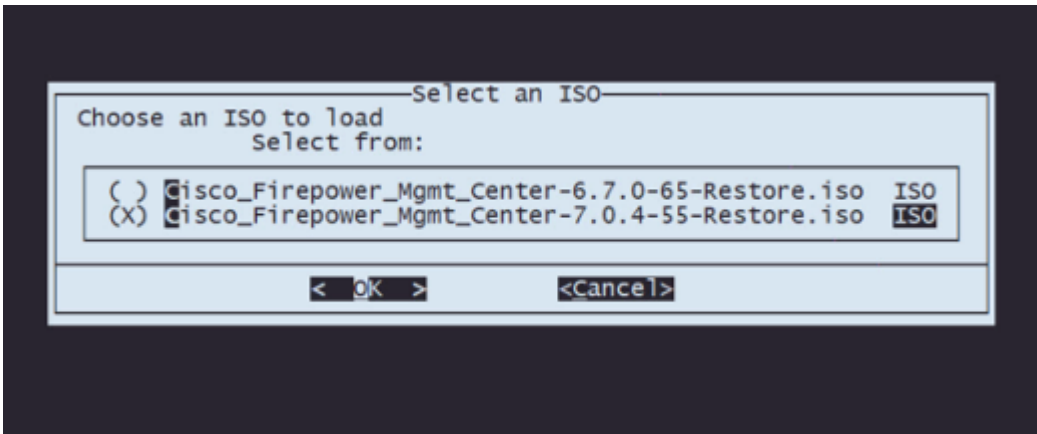 Select an ISO
Choose an ISO to load
Select from:
( ) Cisco_Firepower_Mgmt_Center-6.7.0-65-Restore.iso ISO
(X) Cisco_Firepower_Mgmt_Center-7.0.4-55-Restore.iso ISO
< OK > <Cancel>